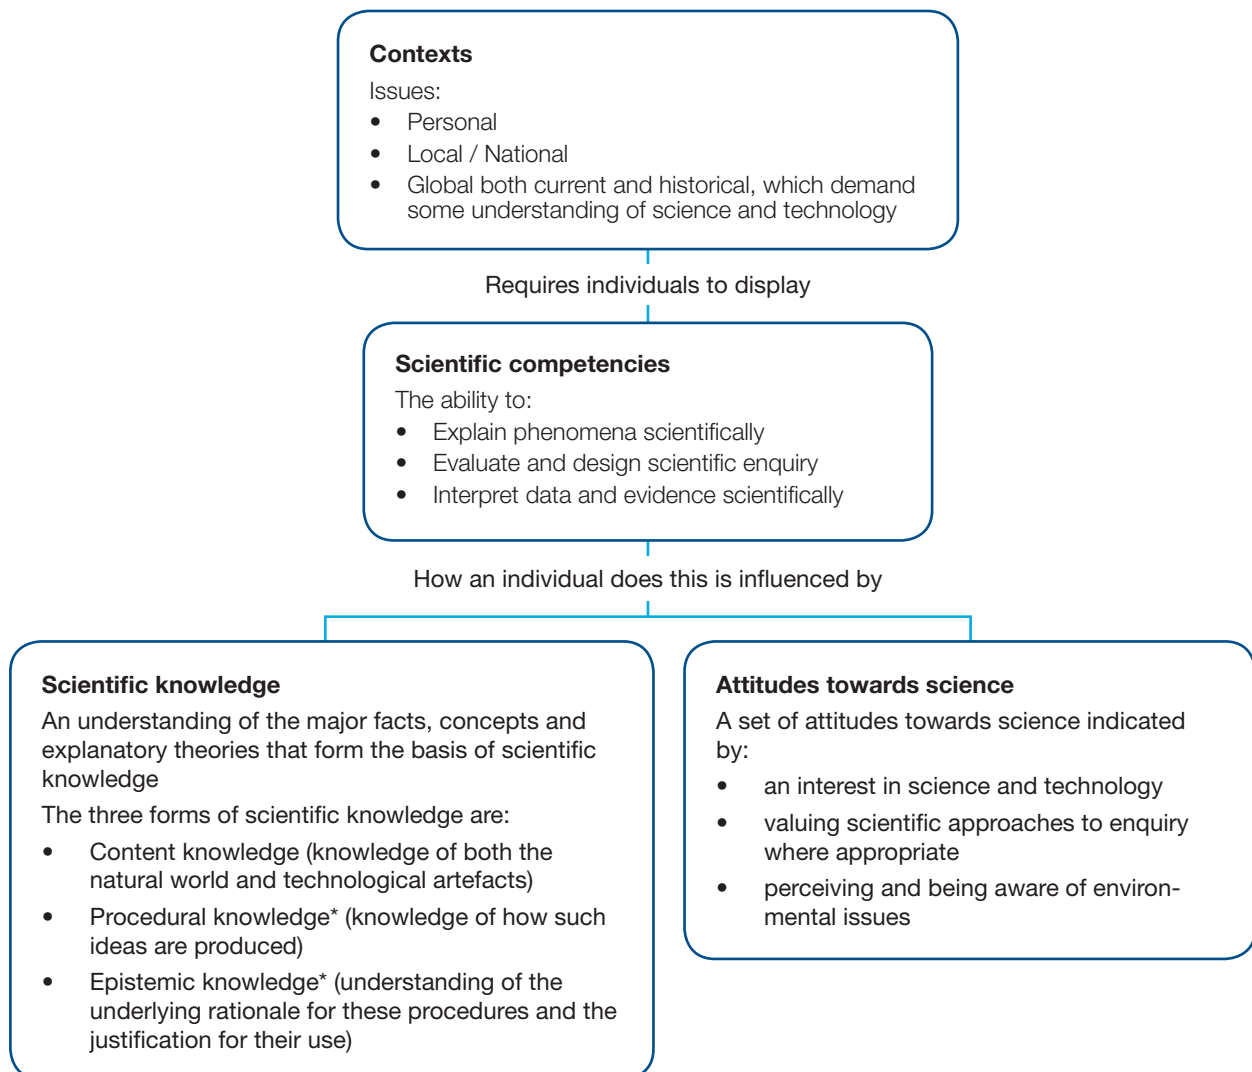 Contexts
Issues:
• Personal
• Local / National
• Global both current and historical, which demand
some understanding of science and technology
Requires individuals to display
Scientific competencies
The ability to:
• Explain phenomena scientifically
• Evaluate and design scientific enquiry
• Interpret data and evidence scientifically
How an individual does this is influenced by
Scientific knowledge
An understanding of the major facts, concepts and
explanatory theories that form the basis of scientific
knowledge
The three forms of scientific knowledge are:
• Content knowledge (knowledge of both the
natural world and technological artefacts)
• Procedural knowledge* (knowledge of how such
ideas are produced)
• Epistemic knowledge* (understanding of the
underlying rationale for these procedures and the
justification for their use)
Attitudes towards science
A set of attitudes towards science indicated
by:
• an interest in science and technology
• valuing scientific approaches to enquiry
where appropriate
• perceiving and being aware of environ-
mental issues